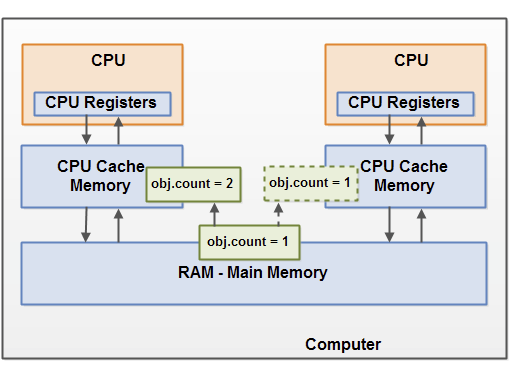 CPU
CPU
CPU Registers
CPU Registers
CPU Cache
Memory
obj.count = 2
obj.count = 1
CPU Cache
Memory
obj.count = 1
RAM - Main Memory
Computer